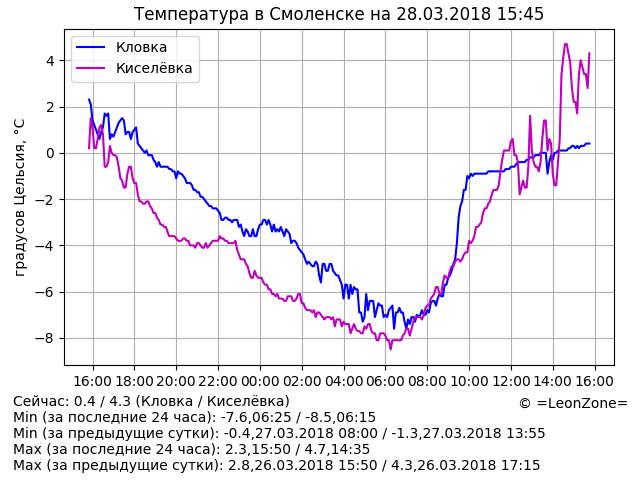 Температура в Смоленске на 28.03.2018 15:45
Кловка
Киселёвка
градусов Цельсия, °C
4
2
0
−2
−4
−6
−8
16:00 18:00 20:00 22:00 00:00 02:00 04:00 06:00 08:00 10:00 12:00 14:00 16:00
Сейчас: 0.4 / 4.3 (Кловка / Киселёвка)
© =LeonZone=
Min (за последние 24 часа): -7.6,06:25 / -8.5,06:15
Min (за предыдущие сутки): -0.4,27.03.2018 08:00 / -1.3,27.03.2018 13:55
Max (за последние 24 часа): 2.3,15:50 / 4.7,14:35
Max (за предыдущие сутки): 2.8,26.03.2018 15:50 / 4.3,26.03.2018 17:15